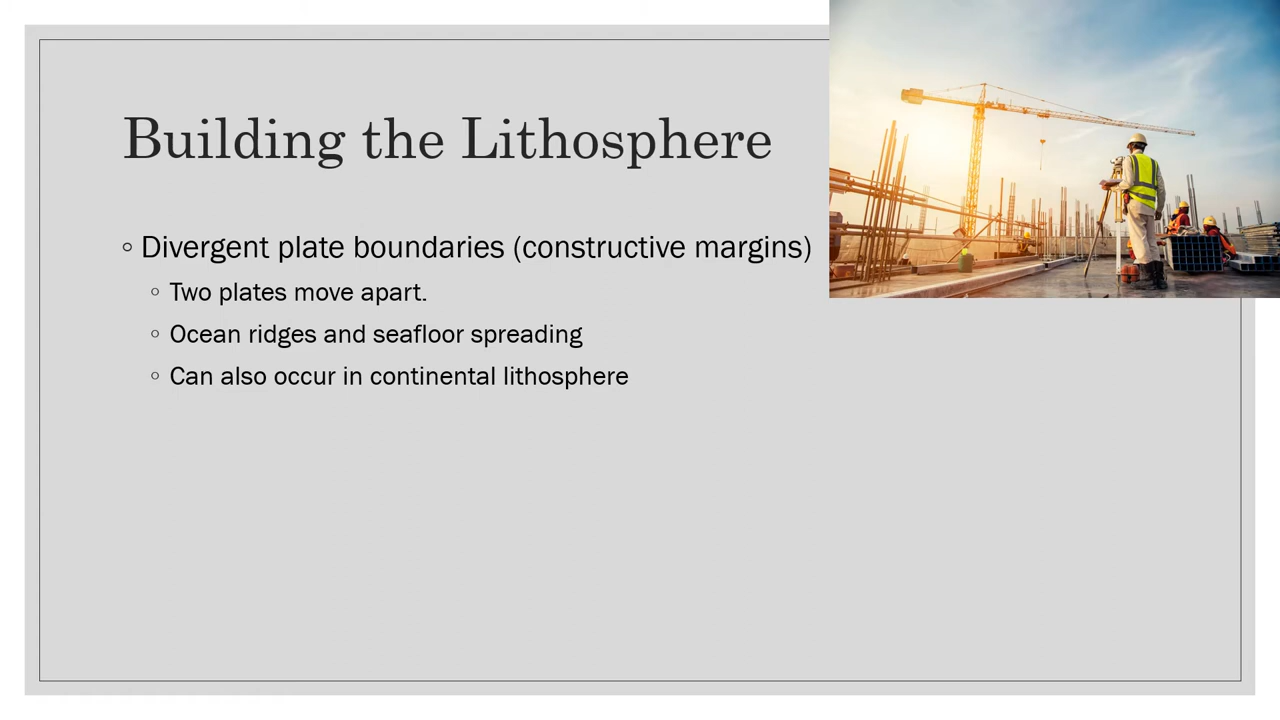 Building the Lithosphere
◦ Divergent plate boundaries (constructive margins)
◦ Two plates move apart.
◦ Ocean ridges and seafloor spreading
◦ Can also occur in continental lithosphere